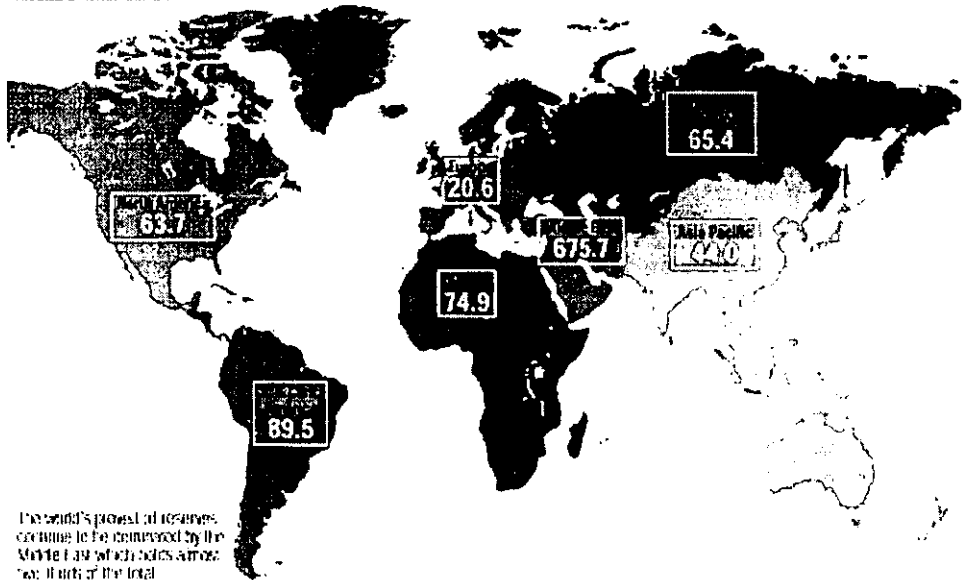 65.4
Europe
20.6
North America
63.7
Middle East
675.7
Asia Pacific
44.0
74.9
89.5
The world's proved oil reserves
continue to be dominated by the
Middle East which holds almost
two thirds of the total